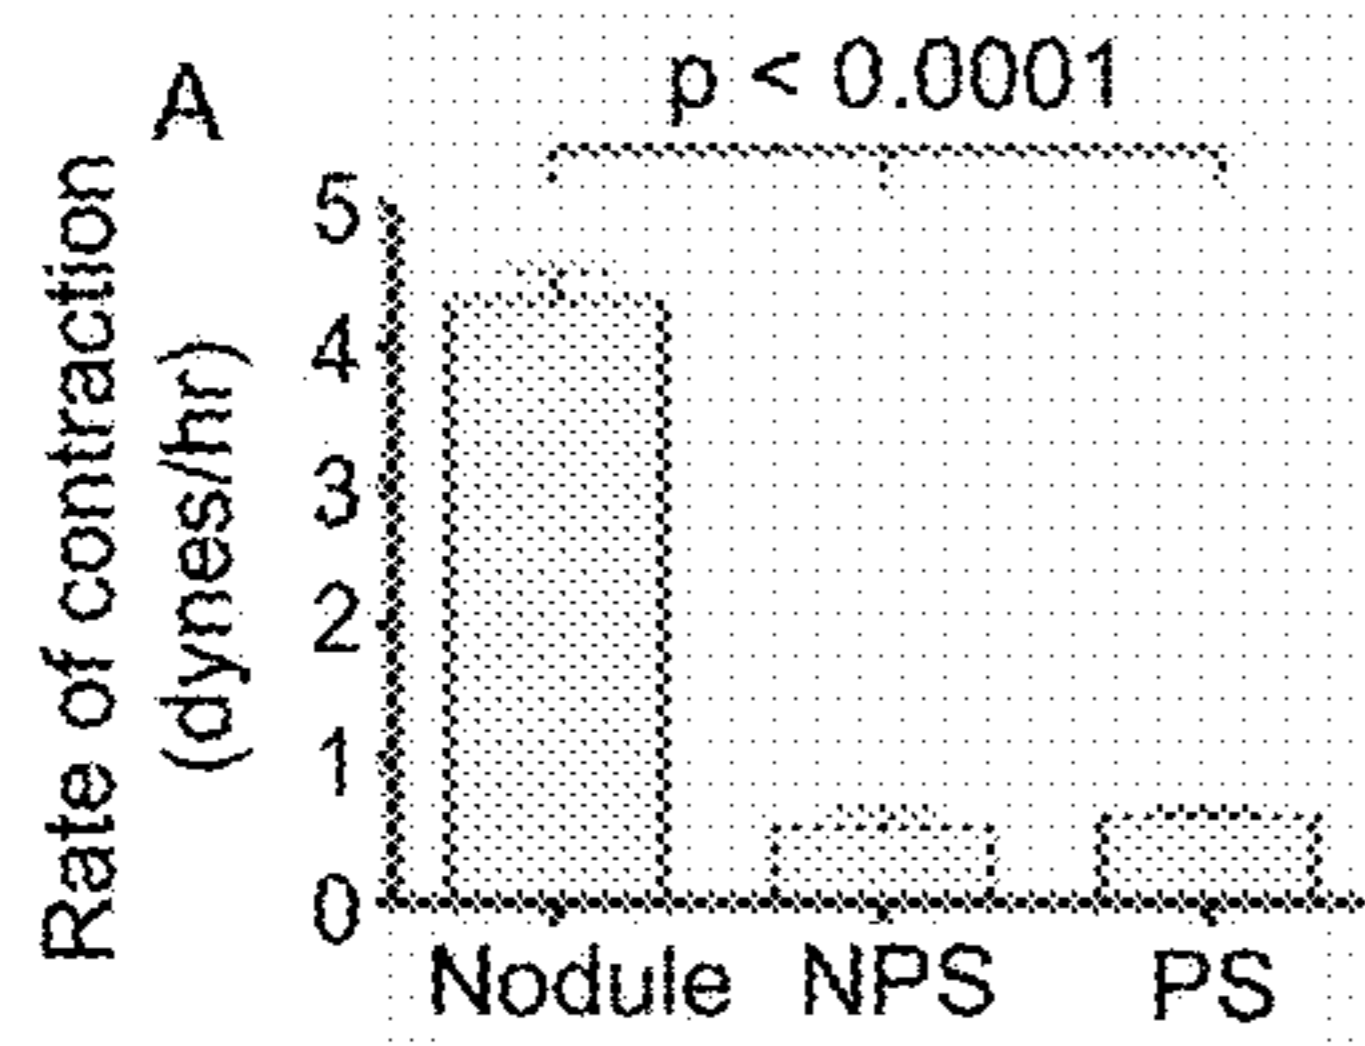 A
p < 0.0001
Rate of contraction
(dynes/hr)
5
4
3
2
1
0
Nodule NPS PS